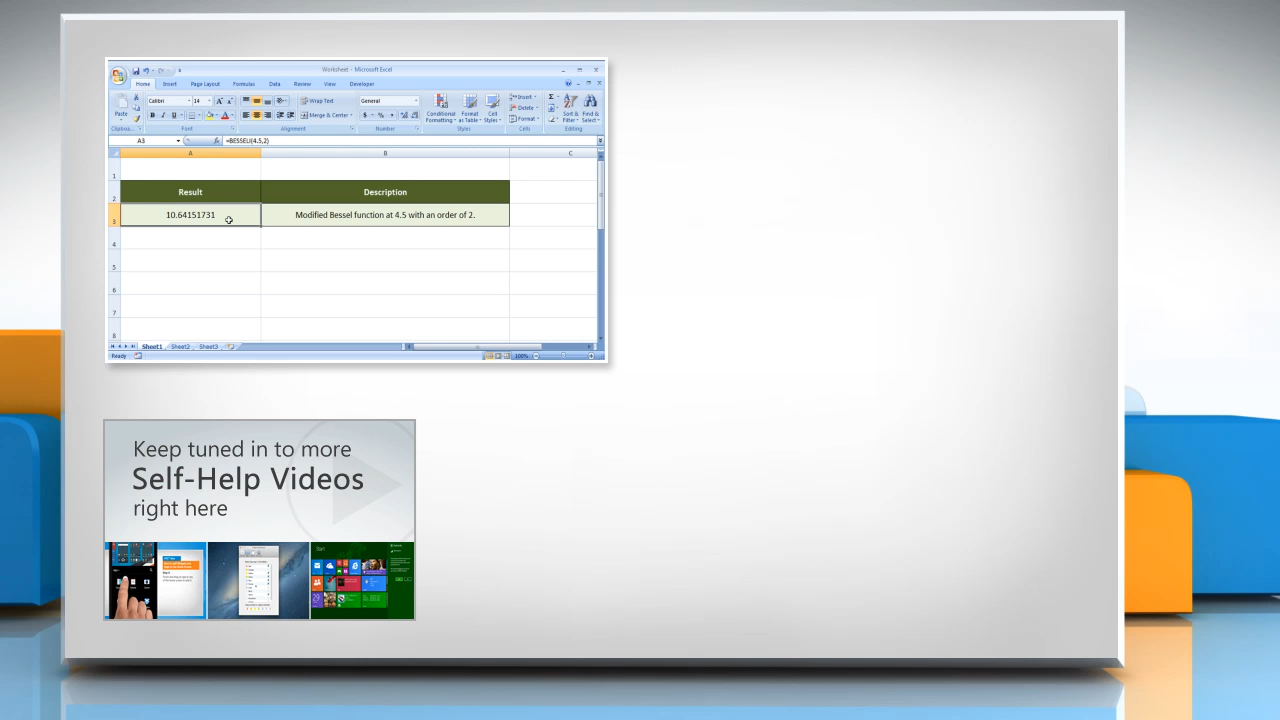 Worksheet - Microsoft Excel
Home Insert Page Layout Formulas Data Review View Developer
Calibri 14 Wrap Text General Insert
Paste Merge & Center Conditional Formatting Format as Table Cell Styles Delete Format Sort & Filter Find & Select
Clipboa... Font Alignment Number Styles Cells Editing
A3 fx =BESSELI(4.5,2)
A B C
1
2 Result Description
3 10.64151731 Modified Bessel function at 4.5 with an order of 2.
4
5
6
7
8
Sheet1 Sheet2 Sheet3
Ready 100%
Keep tuned in to more
Self-Help Videos
right here
Start